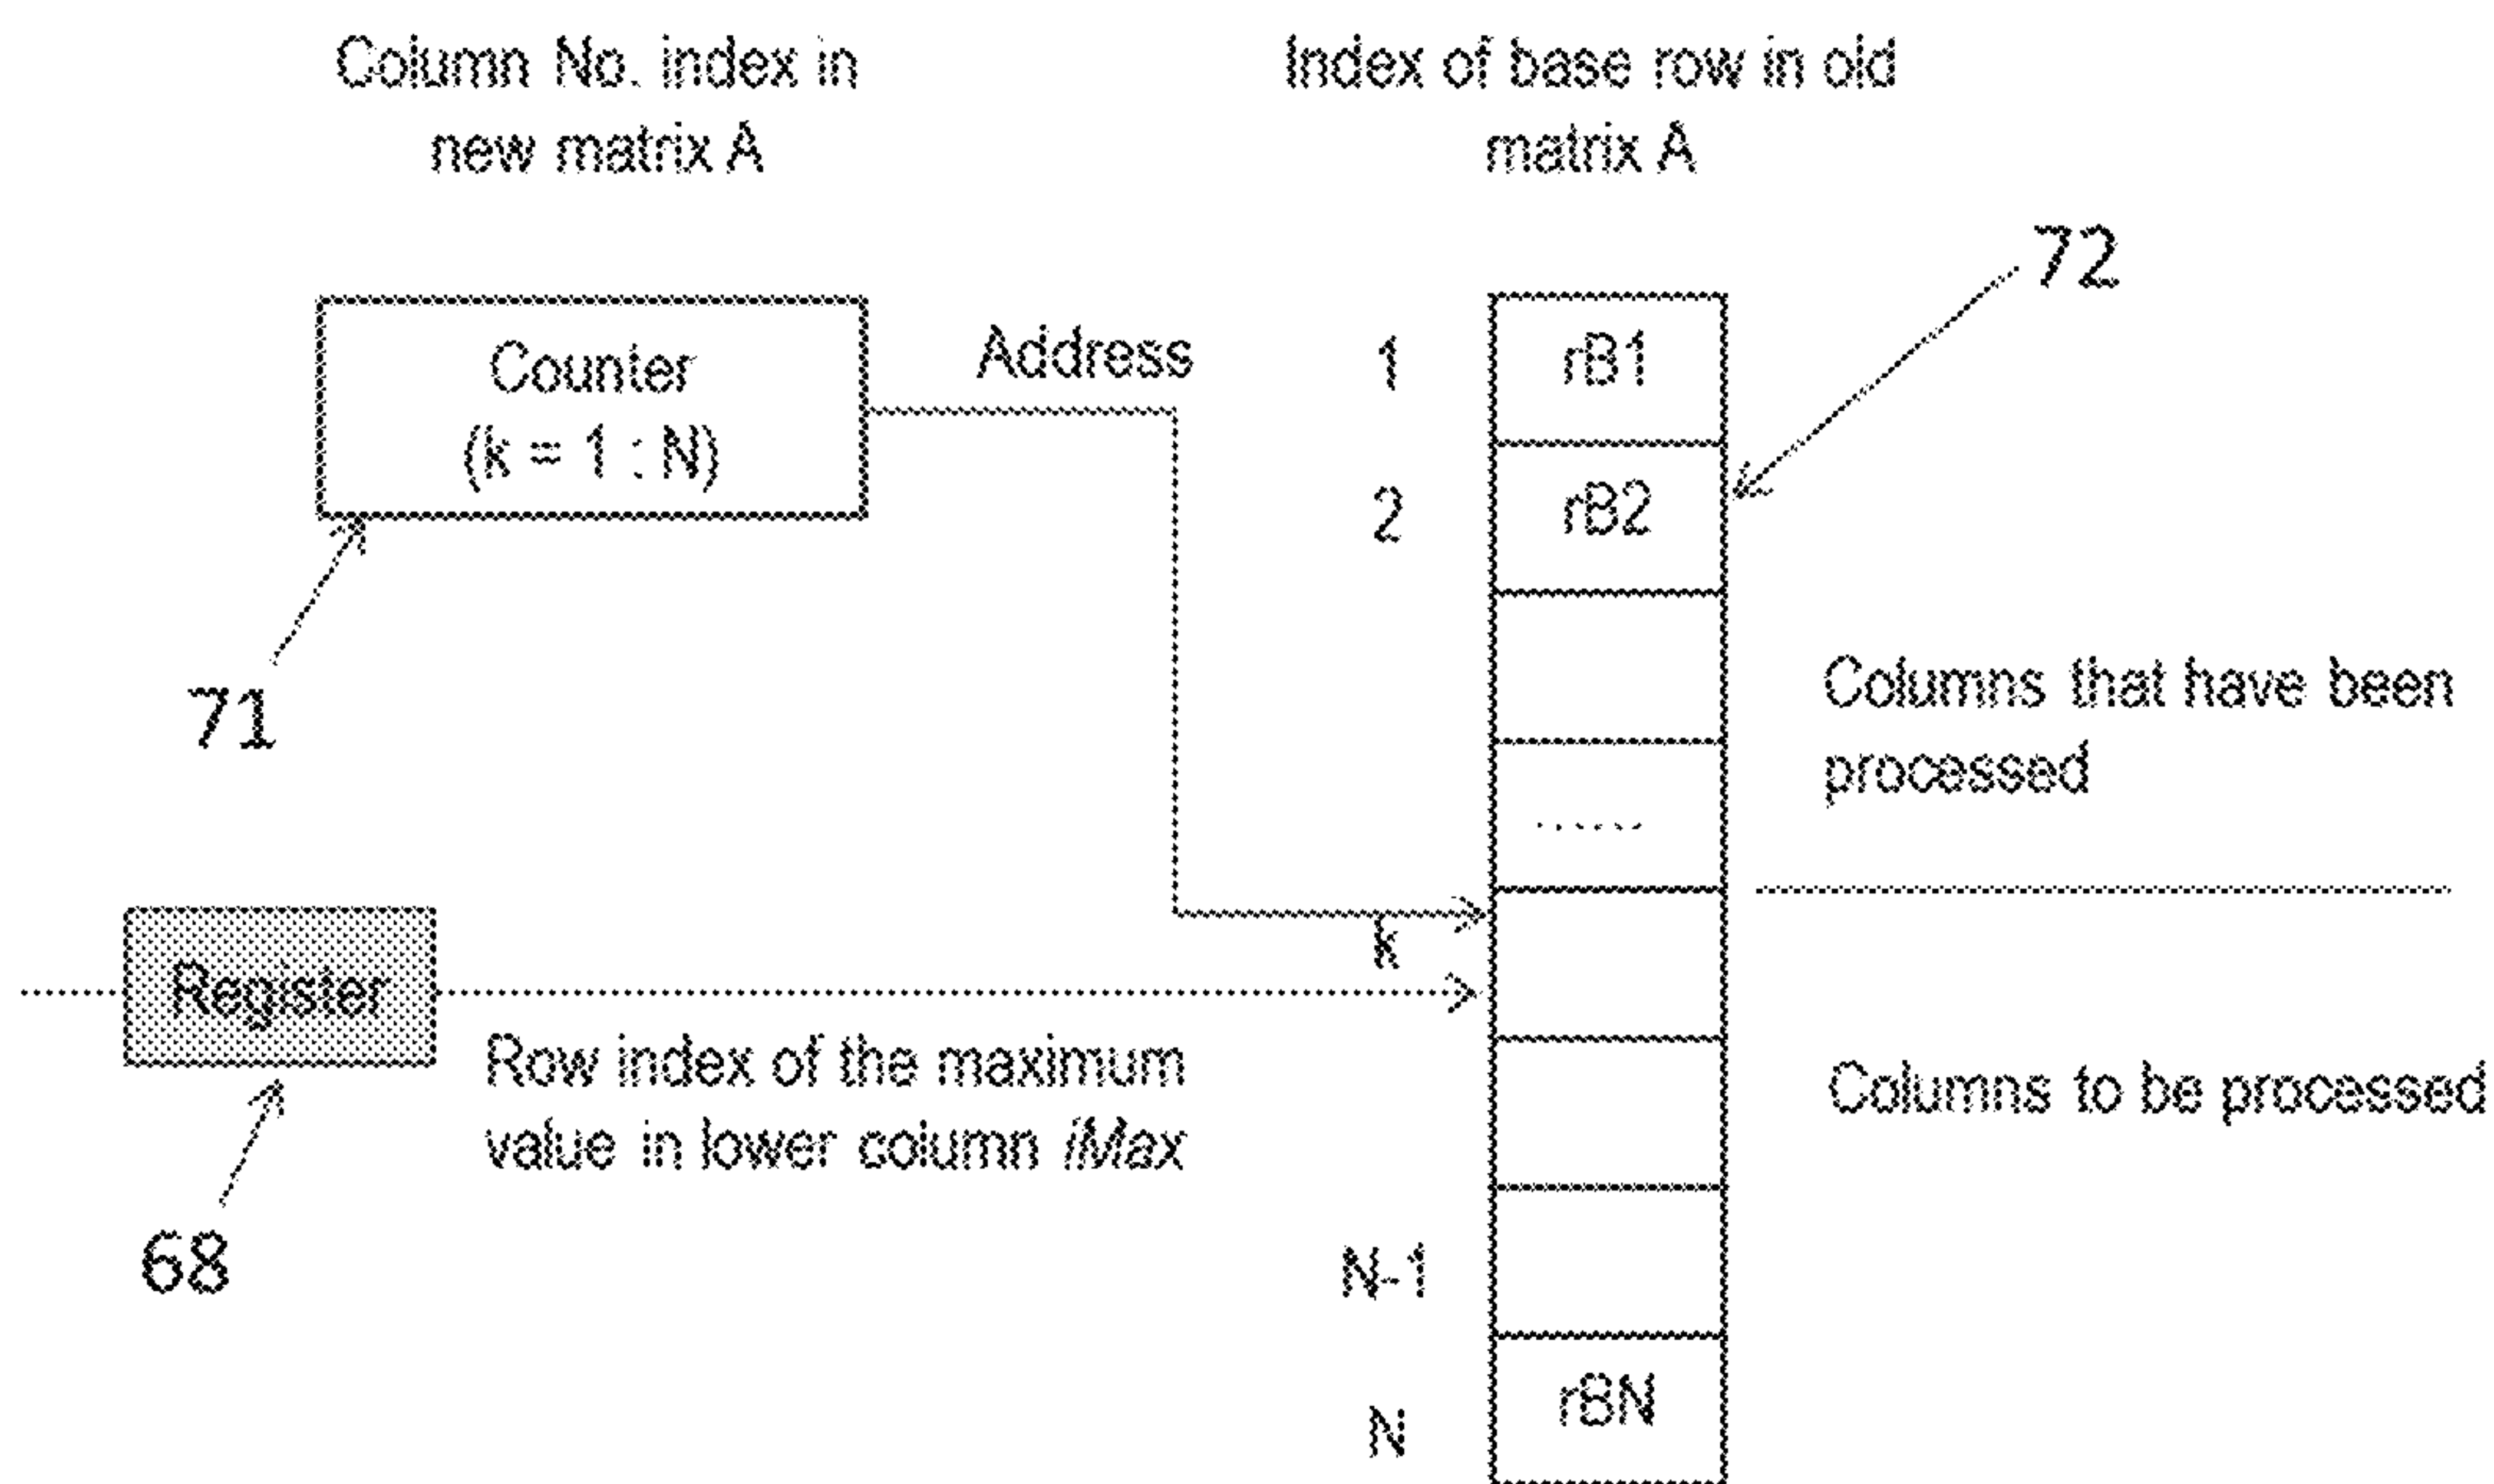 Column No. index in
new matrix A
Index of base row in old
matrix A
72
Counter
(k = 1 : N)
Address
1
rB1
2
rB2
71
Columns that have been
processed
......
k
Register
Row index of the maximum
value in lower column iMax
Columns to be processed
68
N-1
rBN
N